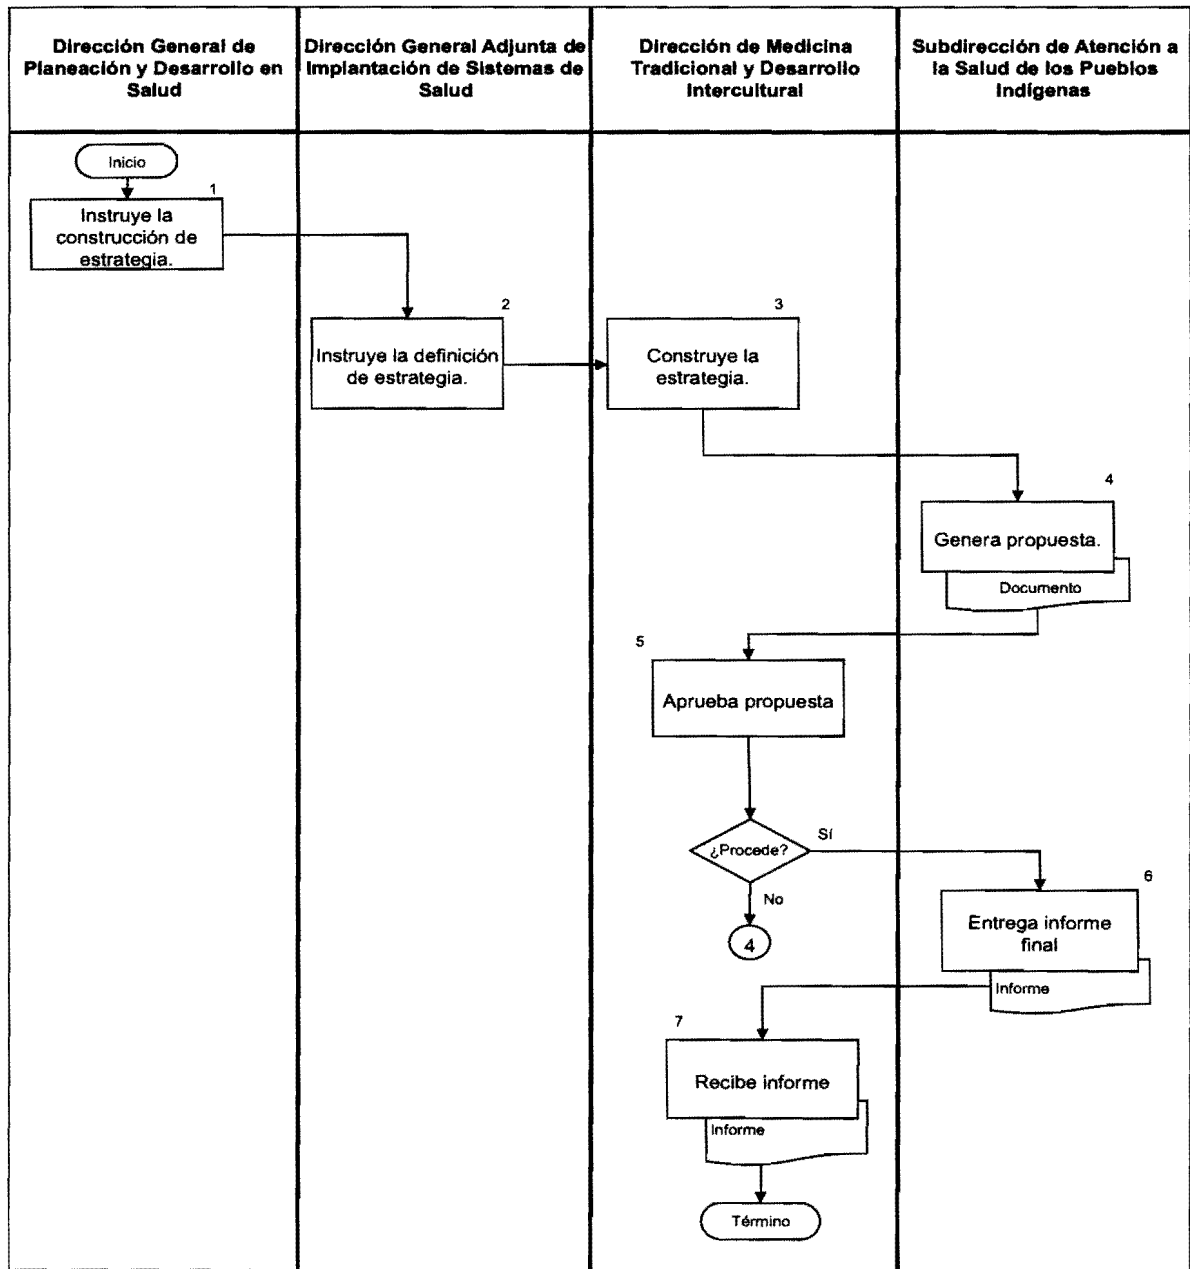 Dirección General de
Planeación y Desarrollo en
Salud
Dirección General Adjunta de
Implantación de Sistemas de
Salud
Dirección de Medicina
Tradicional y Desarrollo
Intercultural
Subdirección de Atención a
la Salud de los Pueblos
Indígenas
Inicio
1
Instruye la
construcción de
estrategia.
2
Instruye la definición
de estrategia.
3
Construye la
estrategia.
4
Genera propuesta.
Documento
5
Aprueba propuesta
¿Procede?
Sí
No
4
6
Entrega informe
final
Informe
7
Recibe informe
Informe
Término